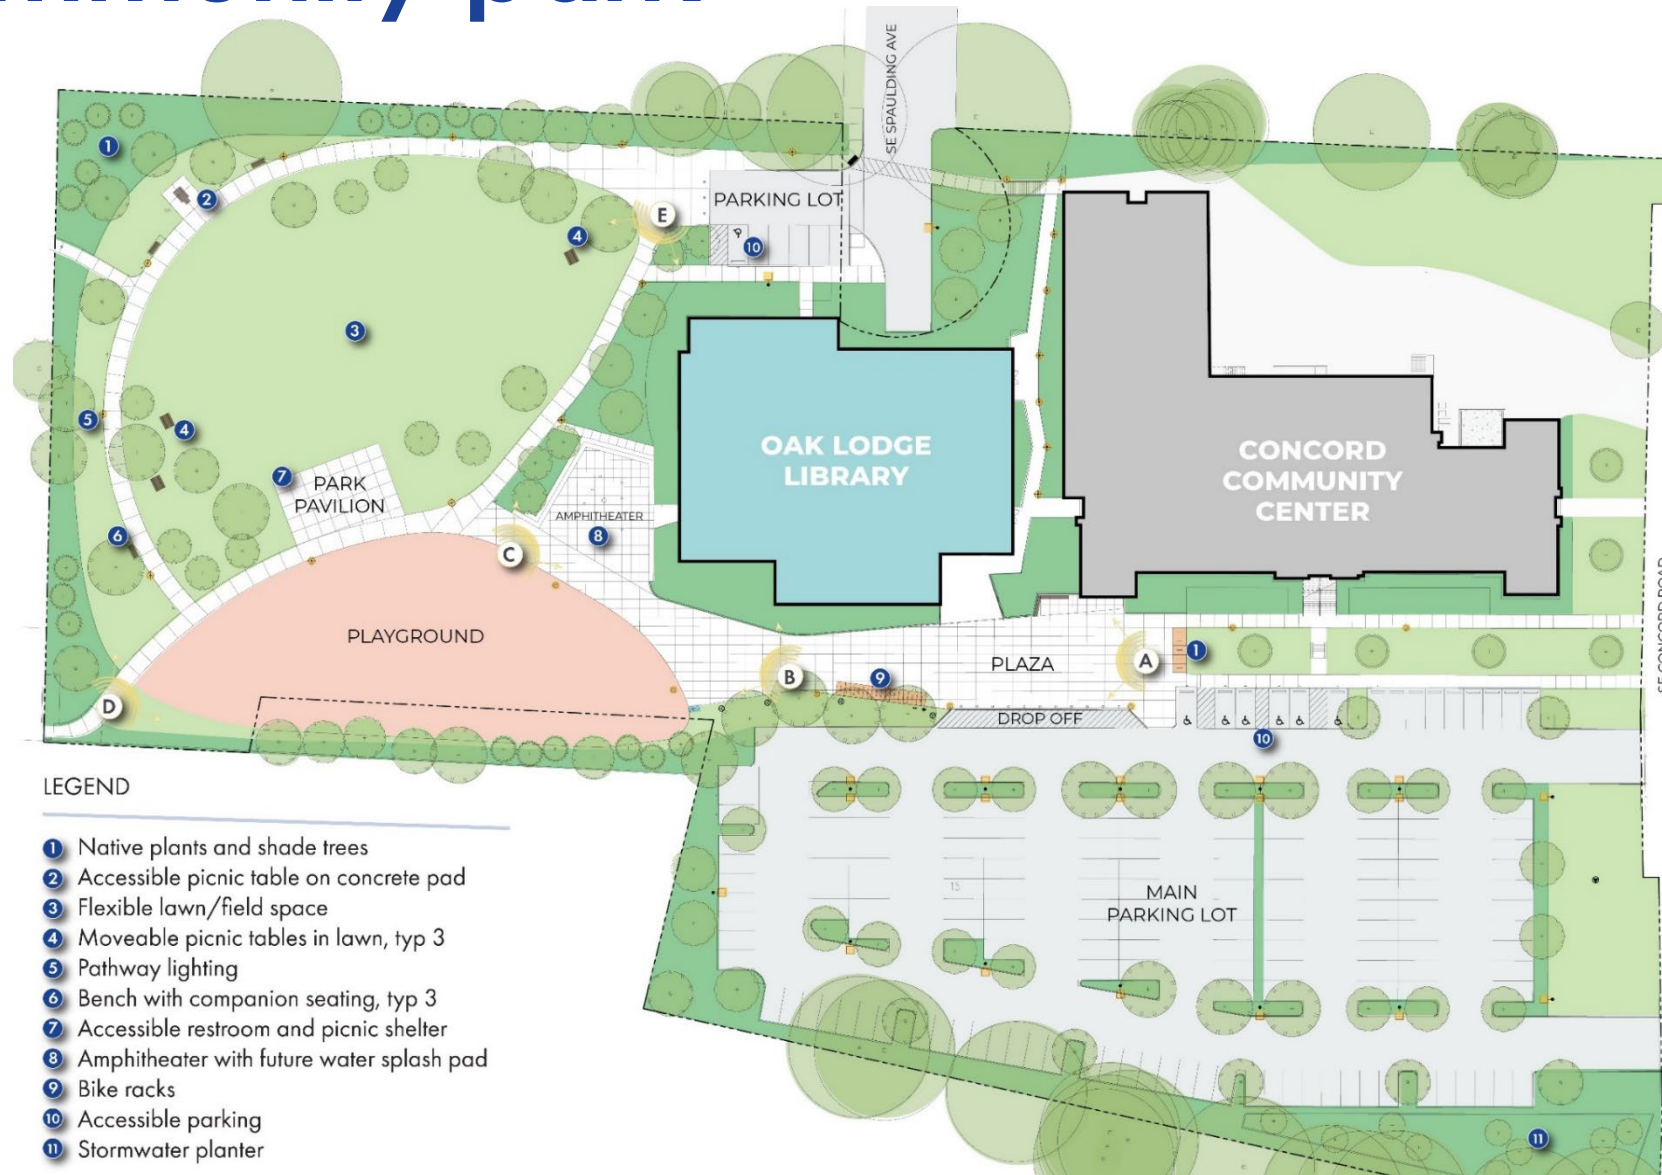 SE SPAULDING AVE
1
2
PARKING LOT
E
4
10
3
OAK LODGE
LIBRARY
CONCORD
COMMUNITY
CENTER
5
4
7
PARK
PAVILION
AMPHITHEATER
8
6
C
PLAYGROUND
PLAZA
A
1
B
9
D
DROP OFF
10
SE CONCORD ROAD
MAIN
PARKING LOT
15
11
LEGEND
1 Native plants and shade trees
2 Accessible picnic table on concrete pad
3 Flexible lawn/field space
4 Moveable picnic tables in lawn, typ 3
5 Pathway lighting
6 Bench with companion seating, typ 3
7 Accessible restroom and picnic shelter
8 Amphitheater with future water splash pad
9 Bike racks
10 Accessible parking
11 Stormwater planter